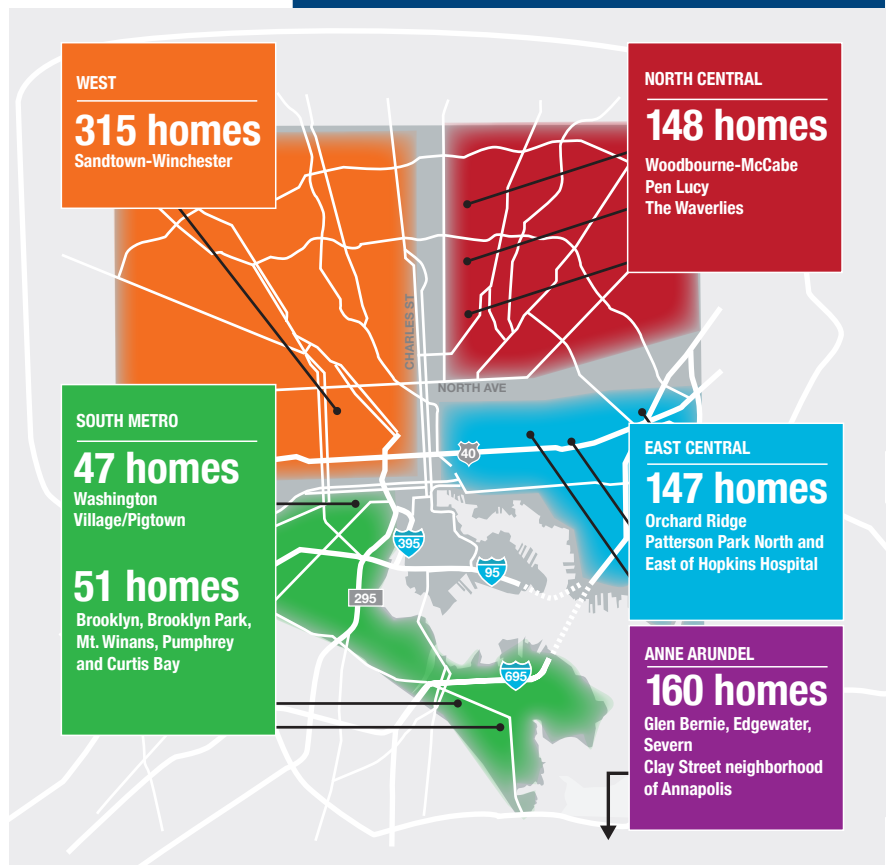 WEST
315 homes
Sandtown-Winchester
NORTH CENTRAL
148 homes
Woodbourne-McCabe
Pen Lucy
The Waverlies
CHARLES ST
NORTH AVE
40
SOUTH METRO
47 homes
Washington
Village/Pigtown
51 homes
Brooklyn, Brooklyn Park,
Mt. Winans, Pumphrey
and Curtis Bay
395
95
295
695
EAST CENTRAL
147 homes
Orchard Ridge
Patterson Park North and
East of Hopkins Hospital
ANNE ARUNDEL
160 homes
Glen Bernie, Edgewater,
Severn
Clay Street neighborhood
of Annapolis